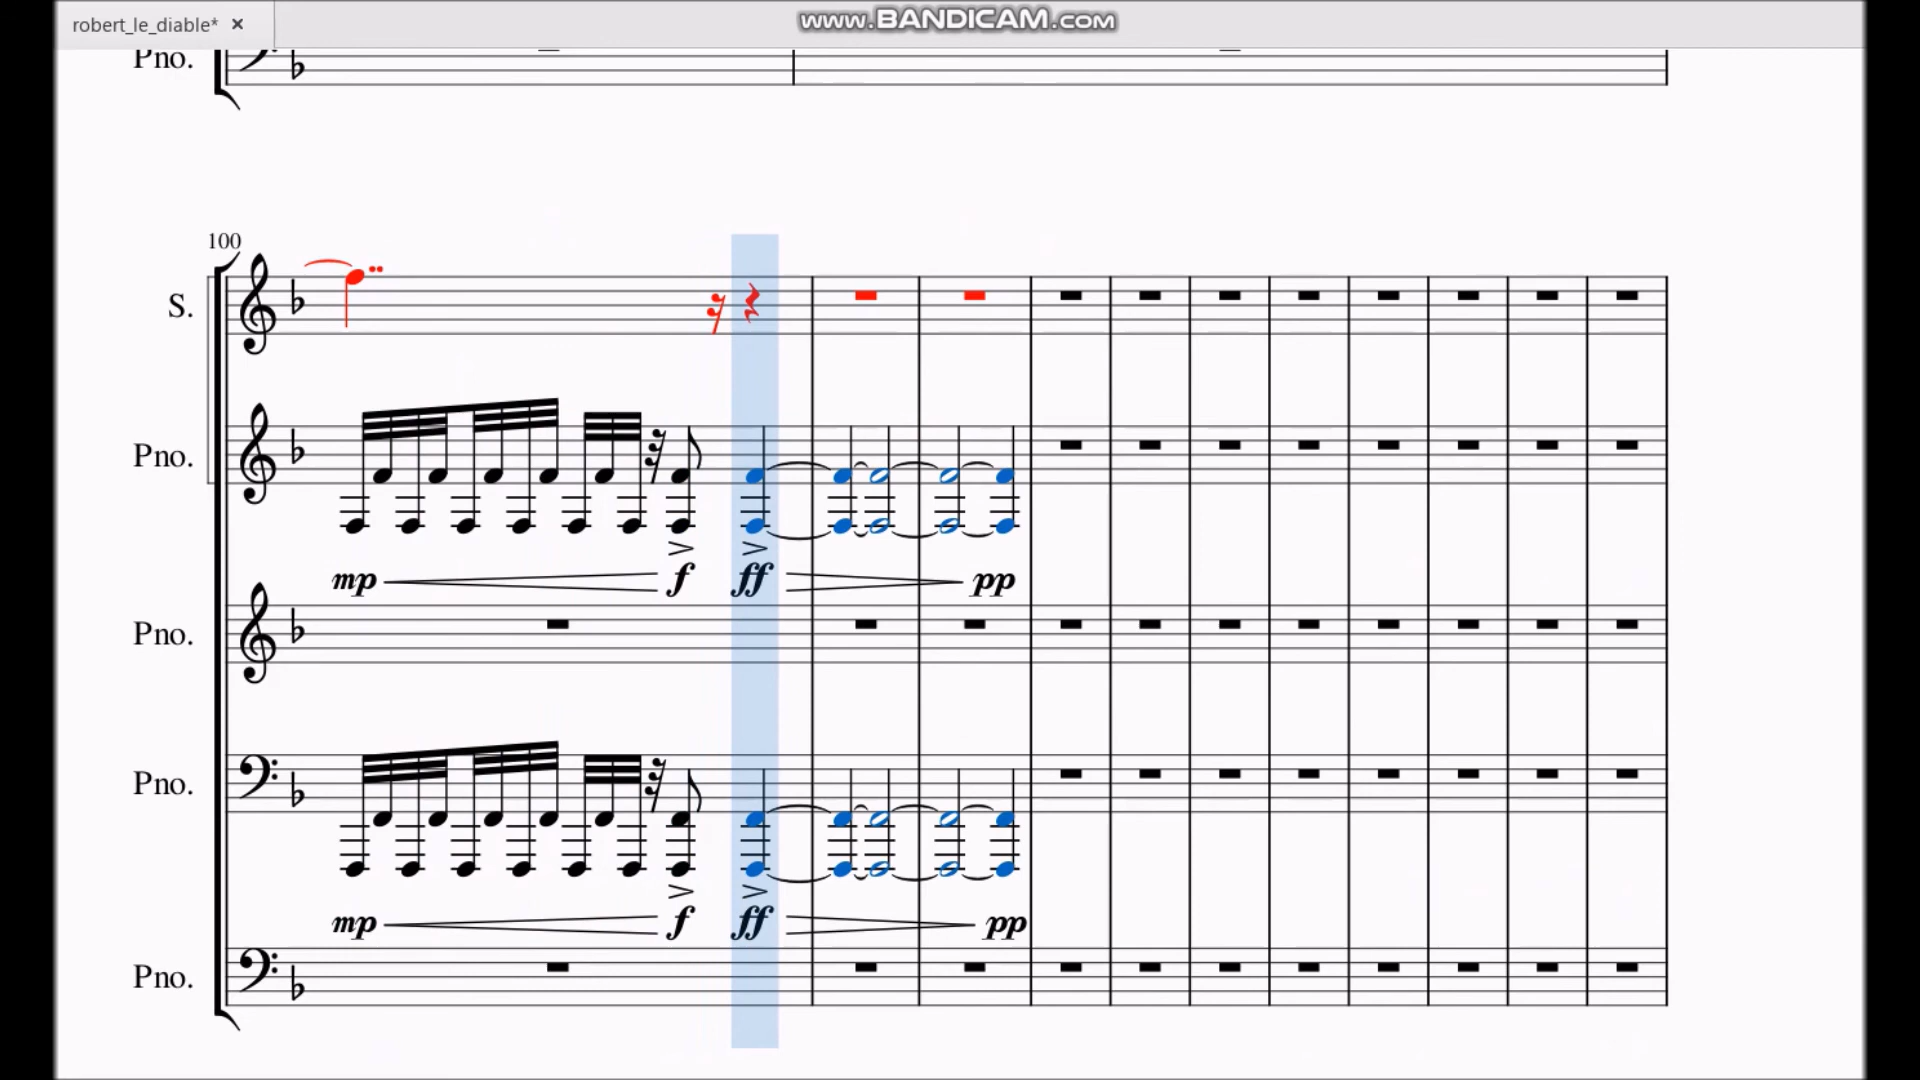 robert_le_diable* ×
www.BANDICAM.com
Pno.
100
S.
Pno.
mp f ff pp
Pno.
Pno.
mp f ff pp
Pno.